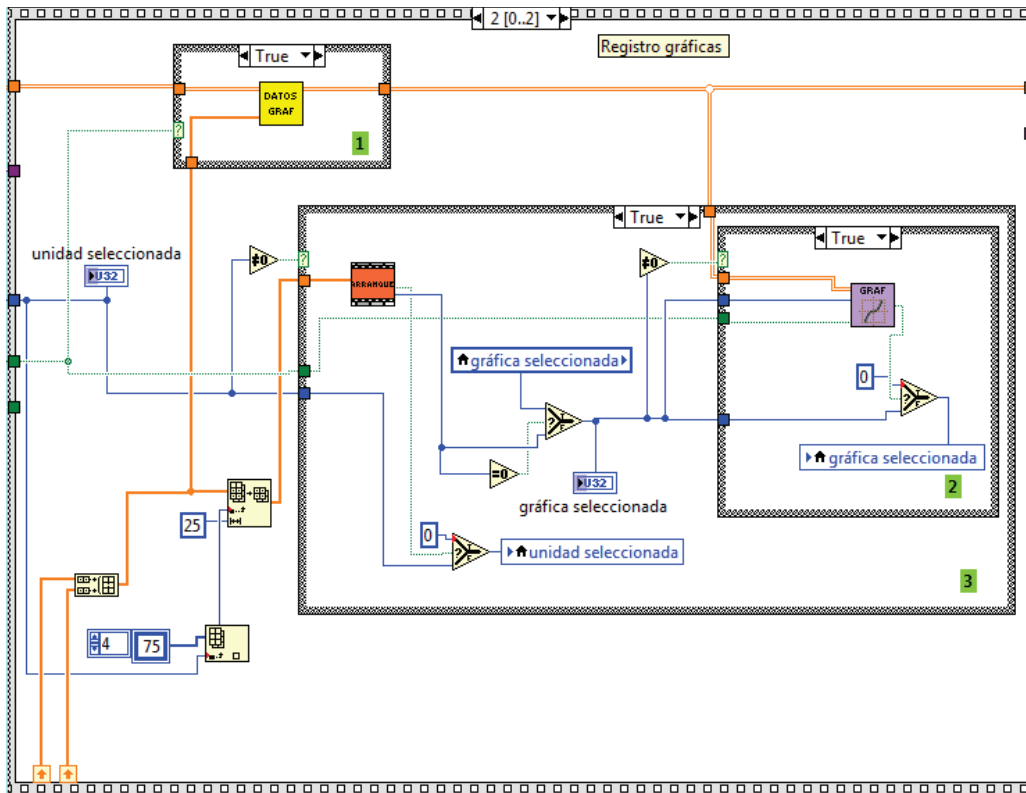 2 [0..2]
Registro gráficas
True
DATOS
GRAF
1
unidad seleccionada
U32
True
≠0
ARRANQUE
gráfica seleccionada
=0
U32
gráfica seleccionada
0
unidad seleccionada
3
≠0
True
GRAF
0
gráfica seleccionada
2
25
4
75